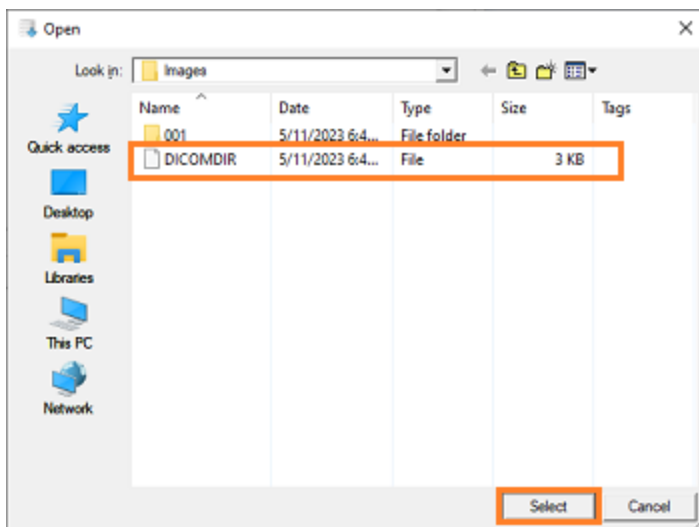 Open
Look in: Images
Name Date Type Size Tags
001 5/11/2023 6:4... File folder
DICOMDIR 5/11/2023 6:4... File 3 KB
Quick access
Desktop
Libraries
This PC
Network
Select Cancel